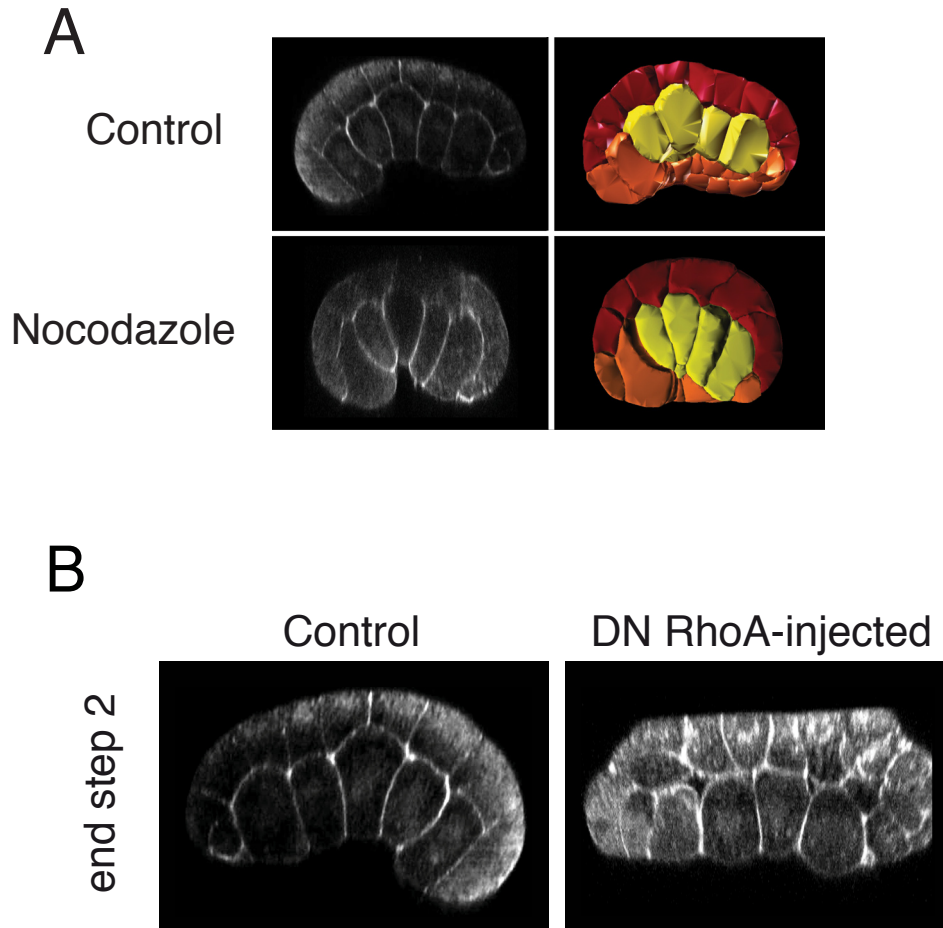 A
Control
Nocodazole
B
Control
DN RhoA-injected
end step 2